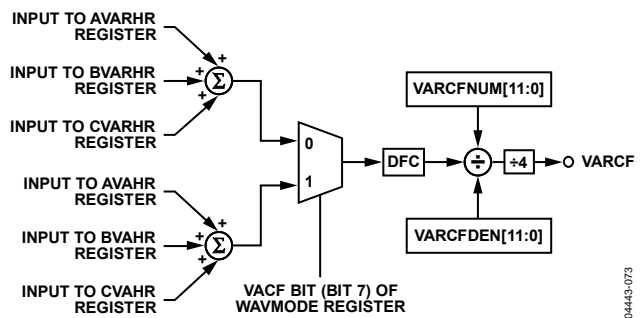 INPUT TO AVARHR
REGISTER
+
INPUT TO BVARHR
REGISTER
+
Σ
INPUT TO CVARHR
REGISTER
+
INPUT TO AVAHR
REGISTER
+
INPUT TO BVAHR
REGISTER
+
Σ
INPUT TO CVAHR
REGISTER
+
0
1
VACF BIT (BIT 7) OF
WAVMODE REGISTER
DFC
VARCFNUM[11:0]
÷
VARCFDEN[11:0]
÷4
VARCF
04443-073